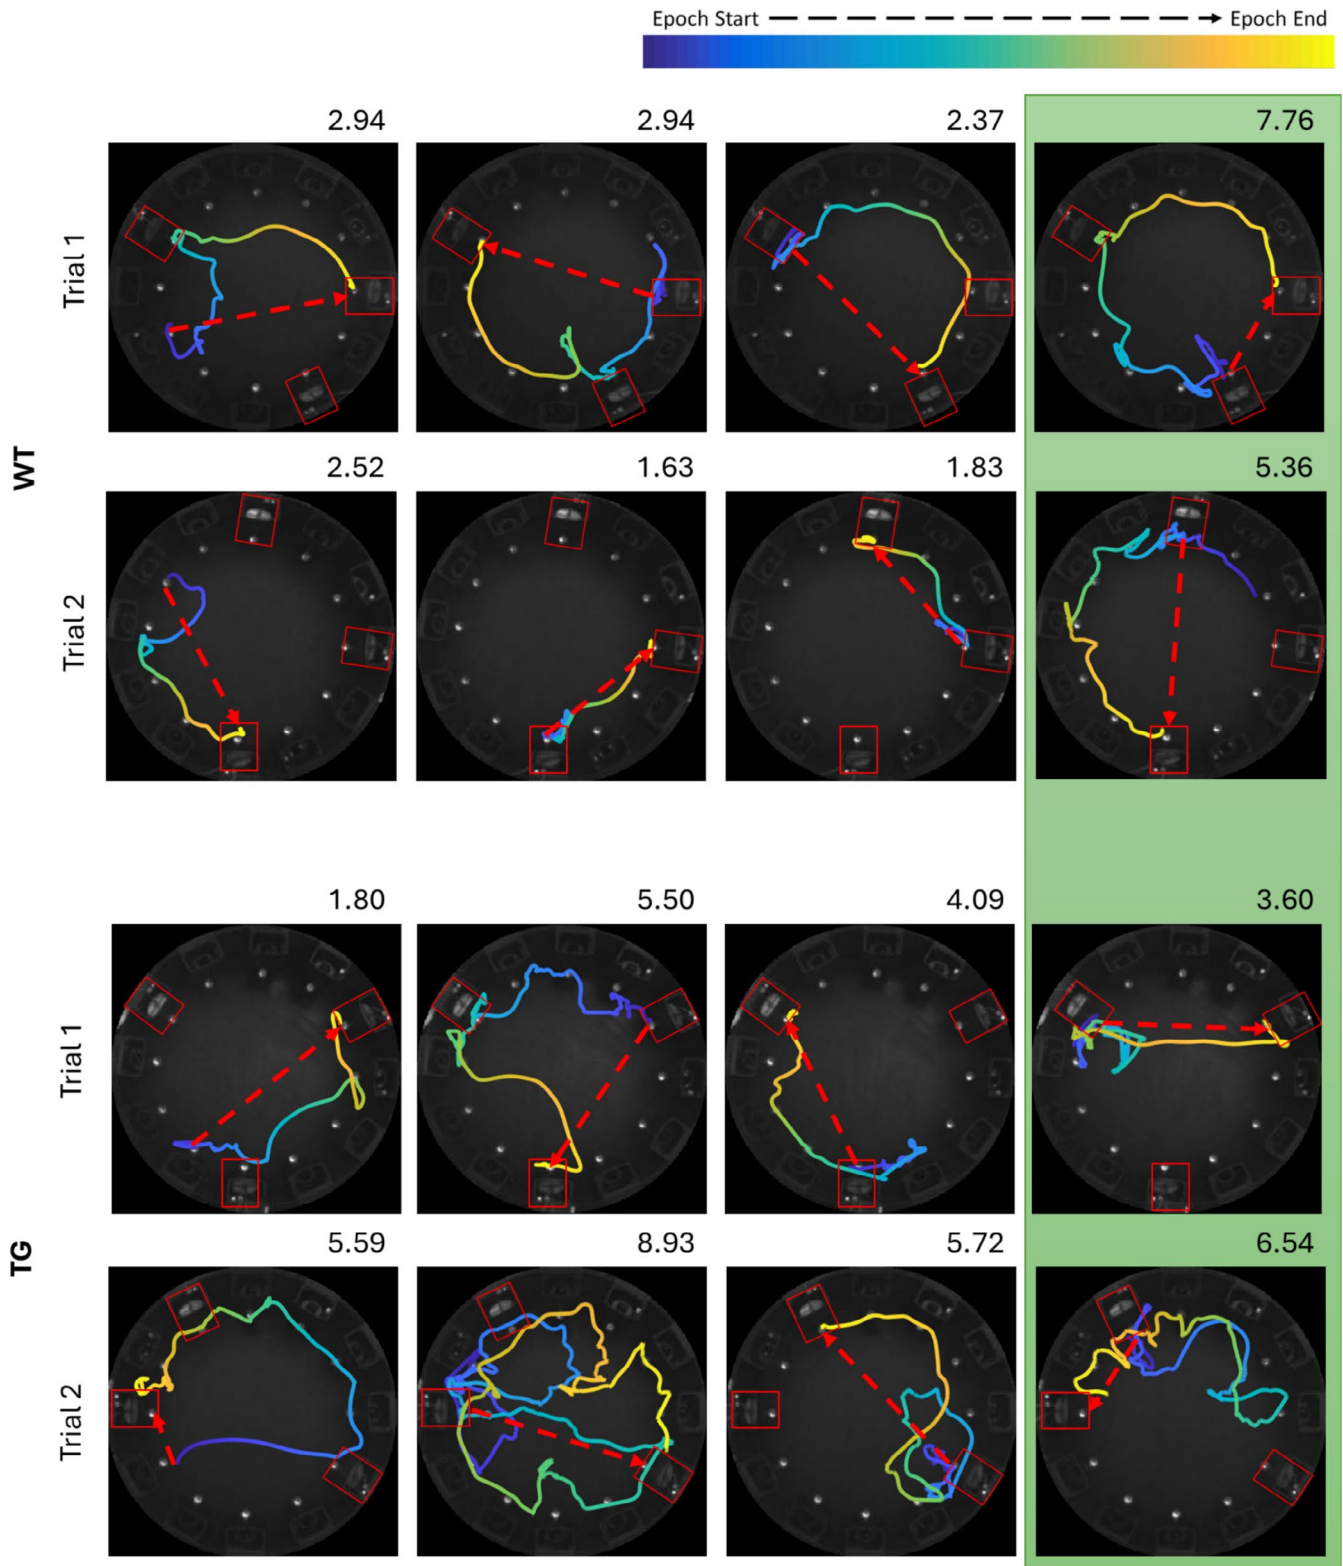 Epoch Start Epoch End
2.94 2.94 2.37 7.76
Trial 1
WT
2.52 1.63 1.83 5.36
Trial 2
1.80 5.50 4.09 3.60
Trial 1
TG
5.59 8.93 5.72 6.54
Trial 2